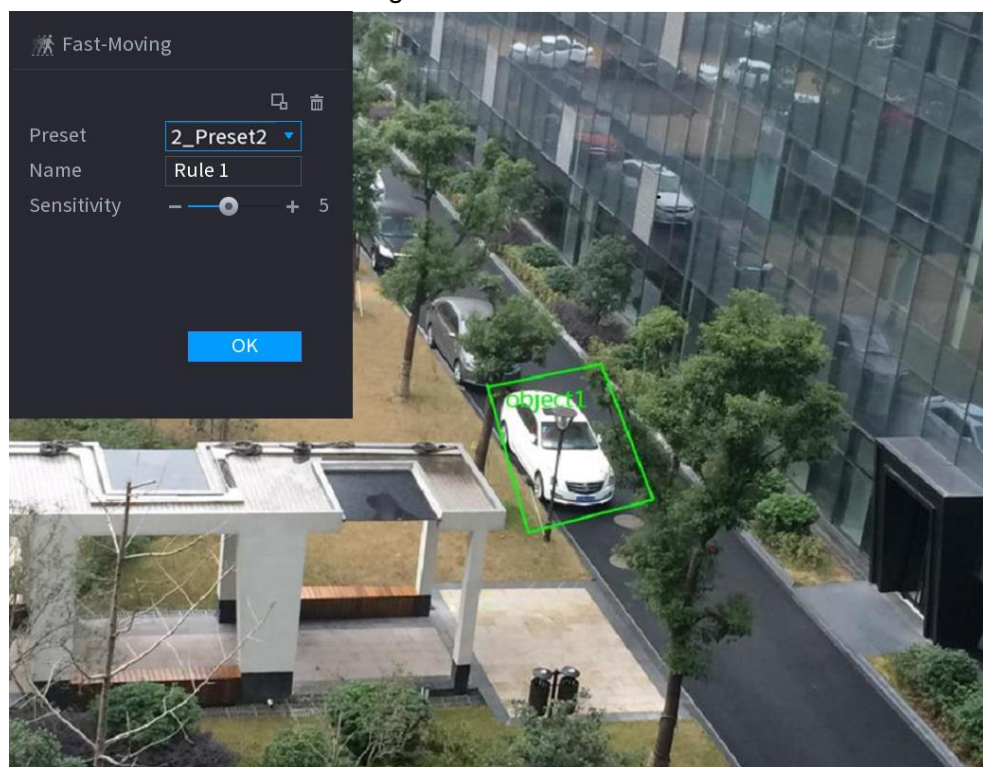 Fast-Moving
Preset 2_Preset2
Name Rule 1
Sensitivity - + 5
OK
object1